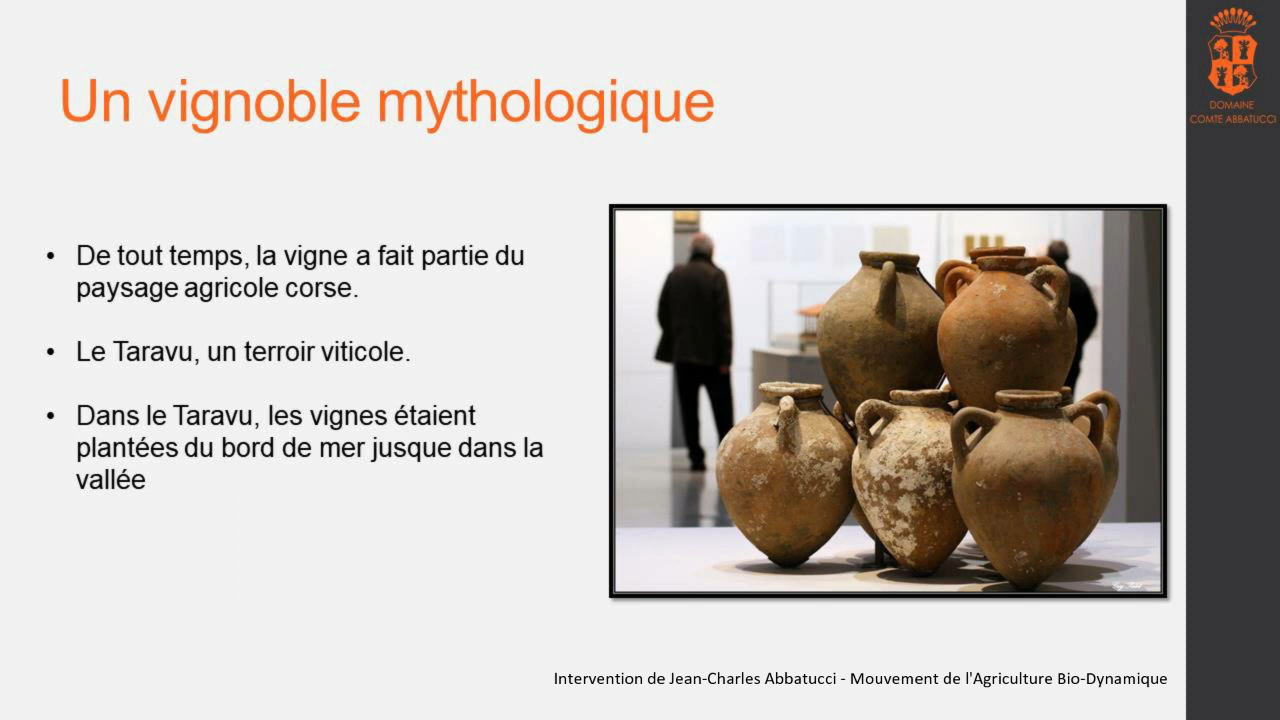 Un vignoble mythologique
DOMAINE
COMTE ABBATUCCI
• De tout temps, la vigne a fait partie du
paysage agricole corse.
• Le Taravu, un terroir viticole.
• Dans le Taravu, les vignes étaient
plantées du bord de mer jusque dans la
vallée
Intervention de Jean-Charles Abbatucci - Mouvement de l'Agriculture Bio-Dynamique